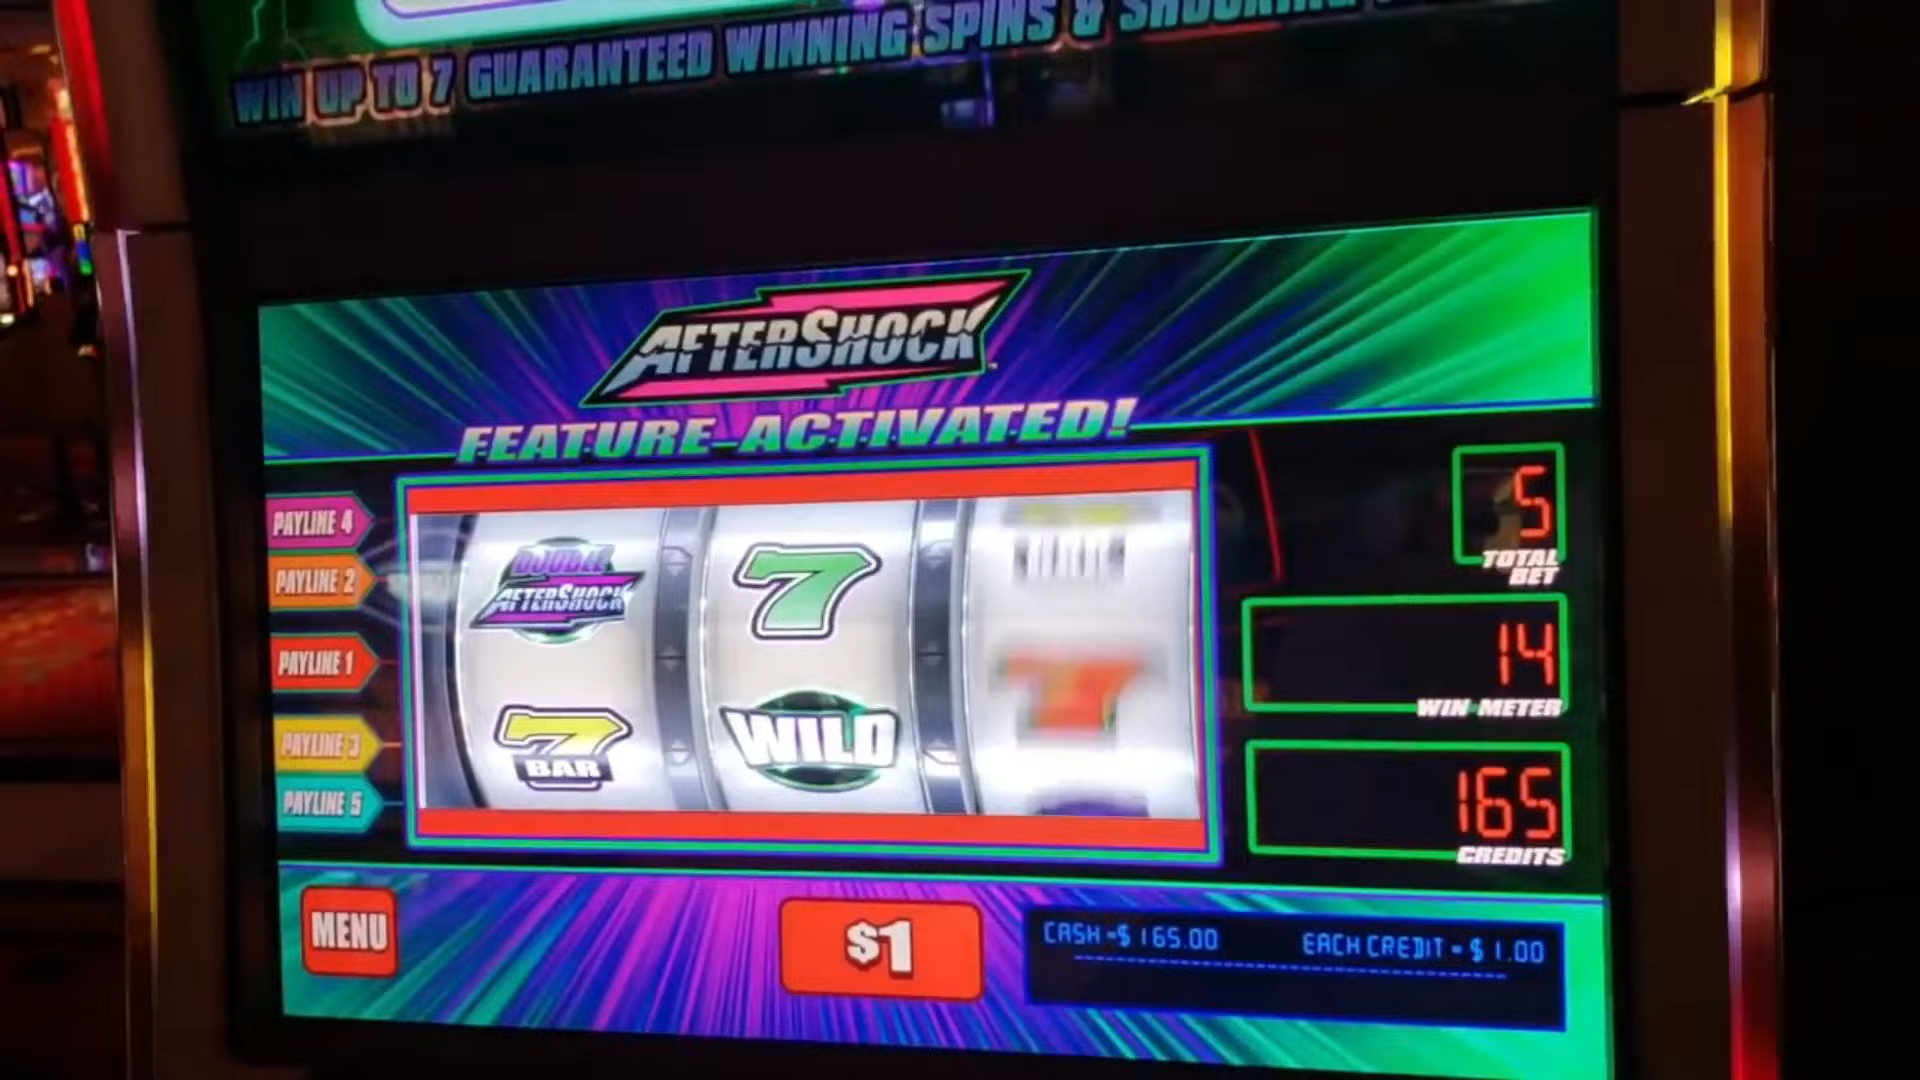 WIN UP TO 7 GUARANTEED WINNING SPINS &
AFTERSHOCK
FEATURE ACTIVATED!
PAYLINE 4
PAYLINE 2
PAYLINE 1
PAYLINE 3
PAYLINE 5
DOUBLE
AFTERSHOCK
7
7
BAR
WILD
7
5
TOTAL
BET
14
WIN METER
165
CREDITS
MENU
$1
CASH =$ 165.00 EACH CREDIT = $ 1.00